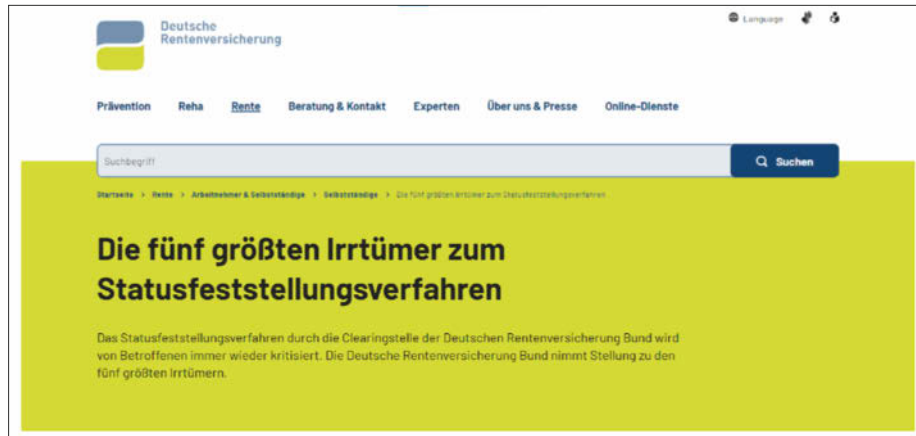 Deutsche
Rentenversicherung
Language
Prävention Reha Rente Beratung & Kontakt Experten Über uns & Presse Online-Dienste
Suchbegriff
Suchen
Startseite > Rente > Arbeitnehmer & Selbstständige > Selbstständige > Die fünf größten Irrtümer zum Statusfeststellungsverfahren
Die fünf größten Irrtümer zum
Statusfeststellungsverfahren
Das Statusfeststellungsverfahren durch die Clearingstelle der Deutschen Rentenversicherung Bund wird
von Betroffenen immer wieder kritisiert. Die Deutsche Rentenversicherung Bund nimmt Stellung zu den
fünf größten Irrtümern.